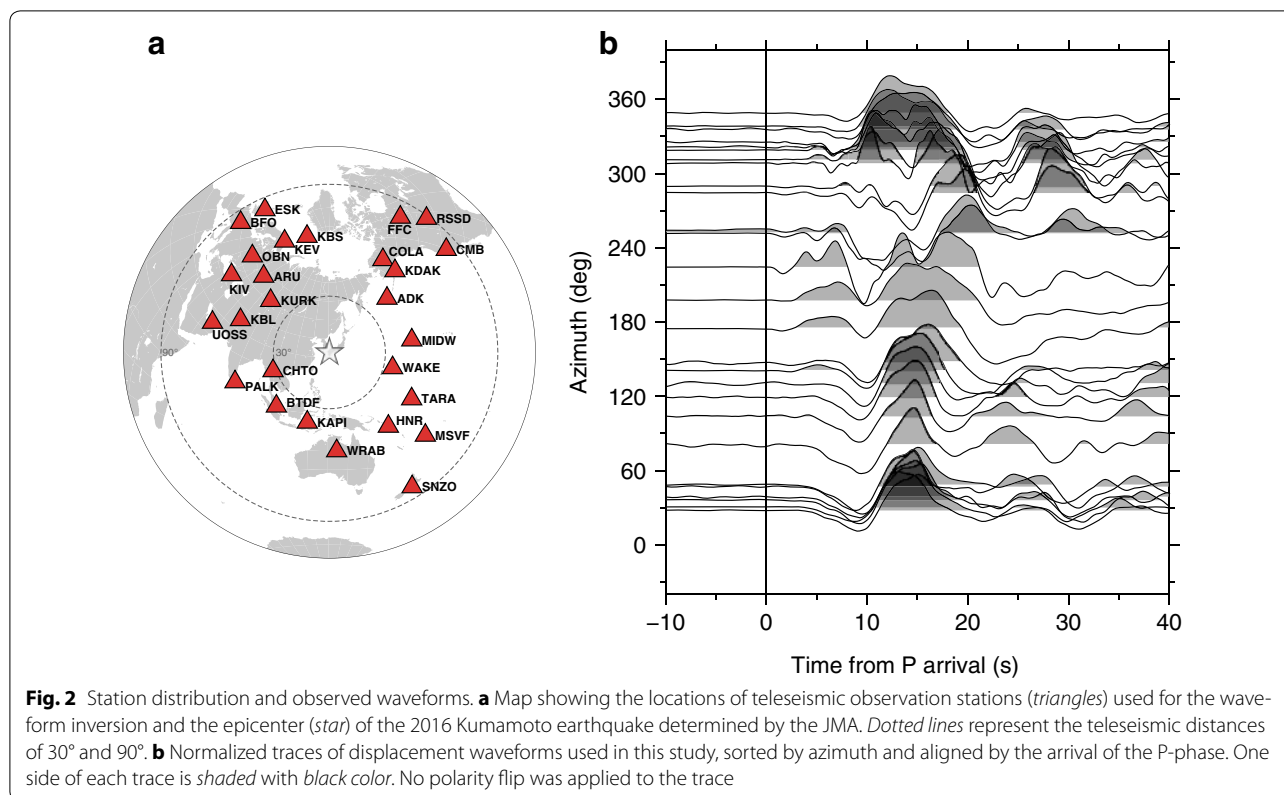 a
b
ESK
BFO
KBS
KEV
OBN
ARU
KIV
KURK
KBL
UOSS
FFC
RSSD
COLA
CMB
KDAK
ADK
MIDW
WAKE
90°
30°
CHTO
PALK
BTDF
KAPI
TARA
HNR
MSVF
WRAB
SNZO
Azimuth (deg)
360
300
240
180
120
60
0
−10
0
10
20
30
40
Time from P arrival (s)
Fig. 2 Station distribution and observed waveforms. a Map showing the locations of teleseismic observation stations (triangles) used for the wave-
form inversion and the epicenter (star) of the 2016 Kumamoto earthquake determined by the JMA. Dotted lines represent the teleseismic distances
of 30° and 90°. b Normalized traces of displacement waveforms used in this study, sorted by azimuth and aligned by the arrival of the P-phase. One
side of each trace is shaded with black color. No polarity flip was applied to the trace